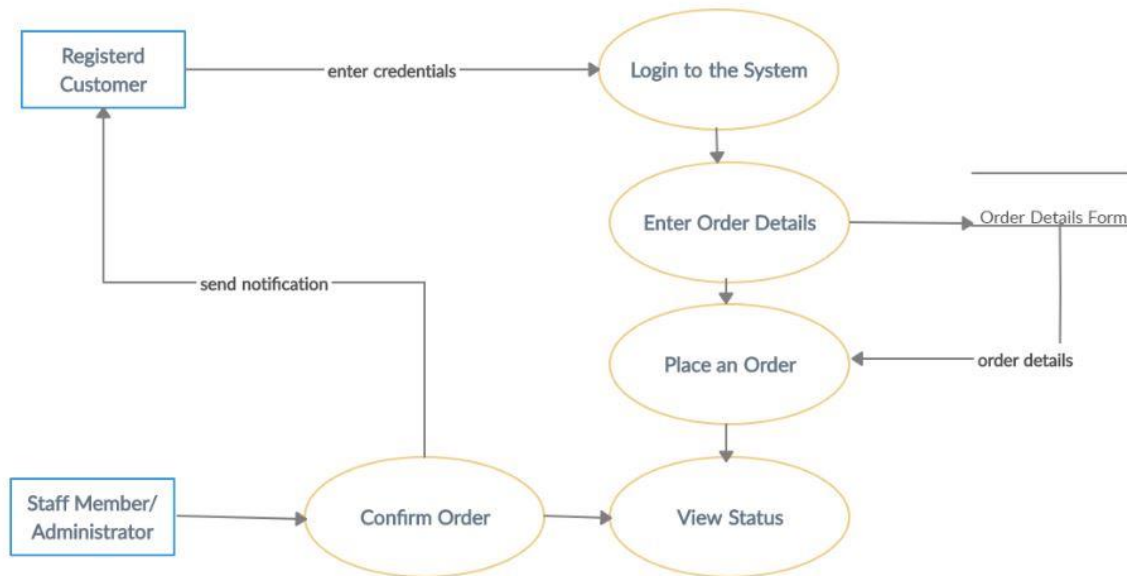 Registerd
Customer
enter credentials
Login to the System
Enter Order Details
Order Details Form
send notification
Place an Order
order details
Staff Member/
Administrator
Confirm Order
View Status